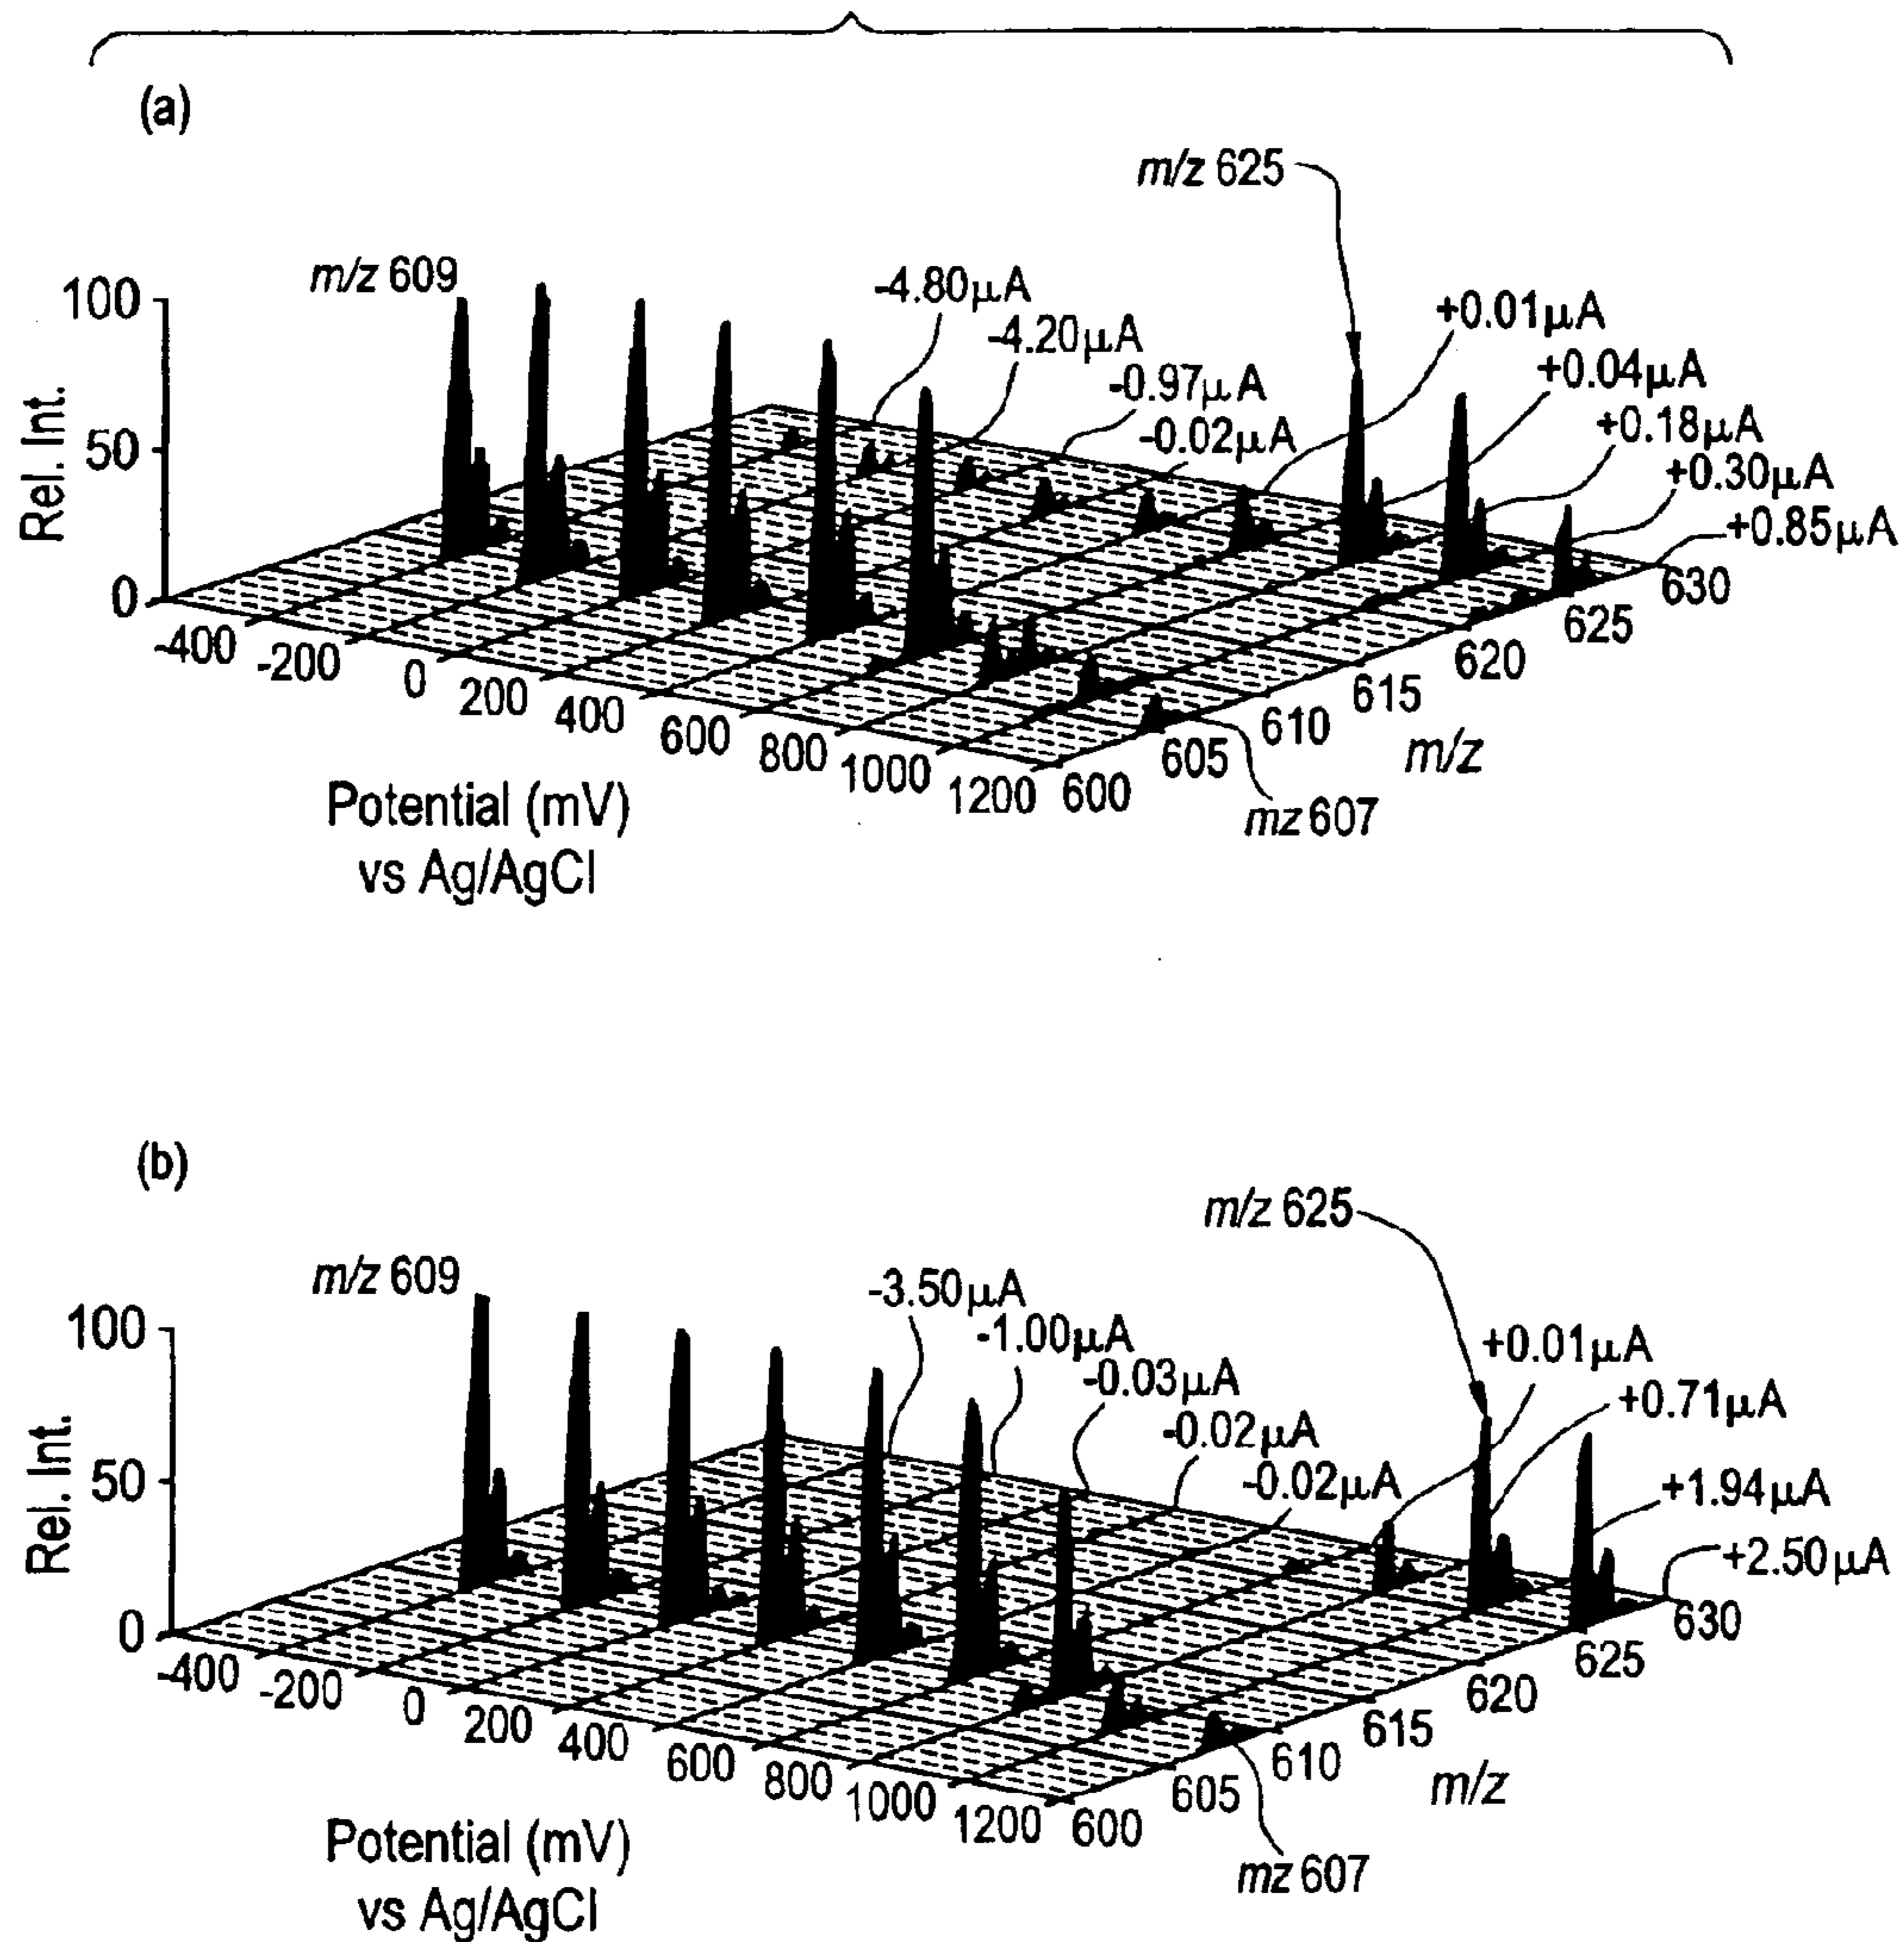 (a)
m/z 625
m/z 609
-4.80µA
-4.20µA
-0.97µA
-0.02µA
+0.01µA
+0.04µA
+0.18µA
+0.30µA
+0.85µA
100
50
0
Rel. Int.
-400 -200 0 200 400 600 800 1000 1200
600 605 610 615 620 625 630
m/z
mz 607
Potential (mV)
vs Ag/AgCl
(b)
m/z 625
m/z 609
-3.50µA
-1.00µA
-0.03µA
-0.02µA
-0.02µA
+0.01µA
+0.71µA
+1.94µA
+2.50µA
100
50
0
Rel. Int.
-400 -200 0 200 400 600 800 1000 1200
600 605 610 615 620 625 630
m/z
mz 607
Potential (mV)
vs Ag/AgCl